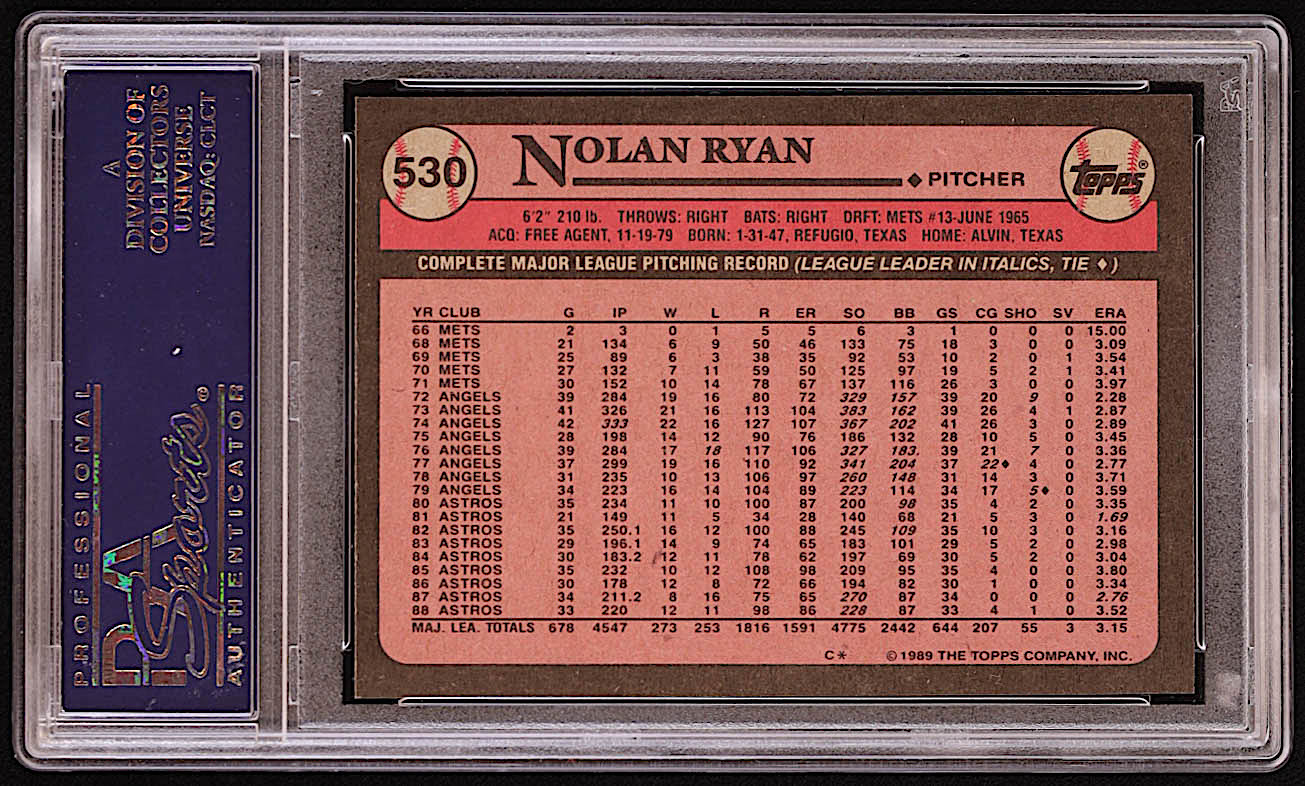 A
DIVISION OF
COLLECTORS
UNIVERSE
NASDAQ: CLCT
PROFESSIONAL
PSA
Sports®
AUTHENTICATOR
530
NOLAN RYAN
PITCHER
TOPPS®
6'2" 210 lb. THROWS: RIGHT BATS: RIGHT DRFT: METS #13-JUNE 1965
ACQ: FREE AGENT, 11-19-79 BORN: 1-31-47, REFUGIO, TEXAS HOME: ALVIN, TEXAS
COMPLETE MAJOR LEAGUE PITCHING RECORD (LEAGUE LEADER IN ITALICS, TIE ♦)
YR CLUB G IP W L R ER SO BB GS CG SHO SV ERA
66 METS 2 3 0 1 5 5 6 3 1 0 0 0 15.00
68 METS 21 134 6 9 50 46 133 75 18 3 0 0 3.09
69 METS 25 89 6 3 38 35 92 53 10 2 0 1 3.54
70 METS 27 132 7 11 59 50 125 97 19 5 2 1 3.41
71 METS 30 152 10 14 78 67 137 116 26 3 0 0 3.97
72 ANGELS 39 284 19 16 80 72 329 157 39 20 9 0 2.28
73 ANGELS 41 326 21 16 113 104 383 162 39 26 4 1 2.87
74 ANGELS 42 333 22 16 127 107 367 202 41 26 3 0 2.89
75 ANGELS 28 198 14 12 90 76 186 132 28 10 5 0 3.45
76 ANGELS 39 284 17 18 117 106 327 183 39 21 7 0 3.36
77 ANGELS 37 299 19 16 110 92 341 204 37 22♦ 4 0 2.77
78 ANGELS 31 235 10 13 106 97 260 148 31 14 3 0 3.71
79 ANGELS 34 223 16 14 104 89 223 114 34 17 5♦ 0 3.59
80 ASTROS 35 234 11 10 100 87 200 98 35 4 2 0 3.35
81 ASTROS 21 149 11 5 34 28 140 68 21 5 3 0 1.69
82 ASTROS 35 250.1 16 12 100 88 245 109 35 10 3 0 3.16
83 ASTROS 29 196.1 14 9 74 65 183 101 29 5 2 0 2.98
84 ASTROS 30 183.2 12 11 78 62 197 69 30 5 2 0 3.04
85 ASTROS 35 232 10 12 108 98 209 95 35 4 0 0 3.80
86 ASTROS 30 178 12 8 72 66 194 82 30 1 0 0 3.34
87 ASTROS 34 211.2 8 16 75 65 270 87 34 0 0 0 2.76
88 ASTROS 33 220 12 11 98 86 228 87 33 4 1 0 3.52
MAJ. LEA. TOTALS 678 4547 273 253 1816 1591 4775 2442 644 207 55 3 3.15
C* © 1989 THE TOPPS COMPANY, INC.